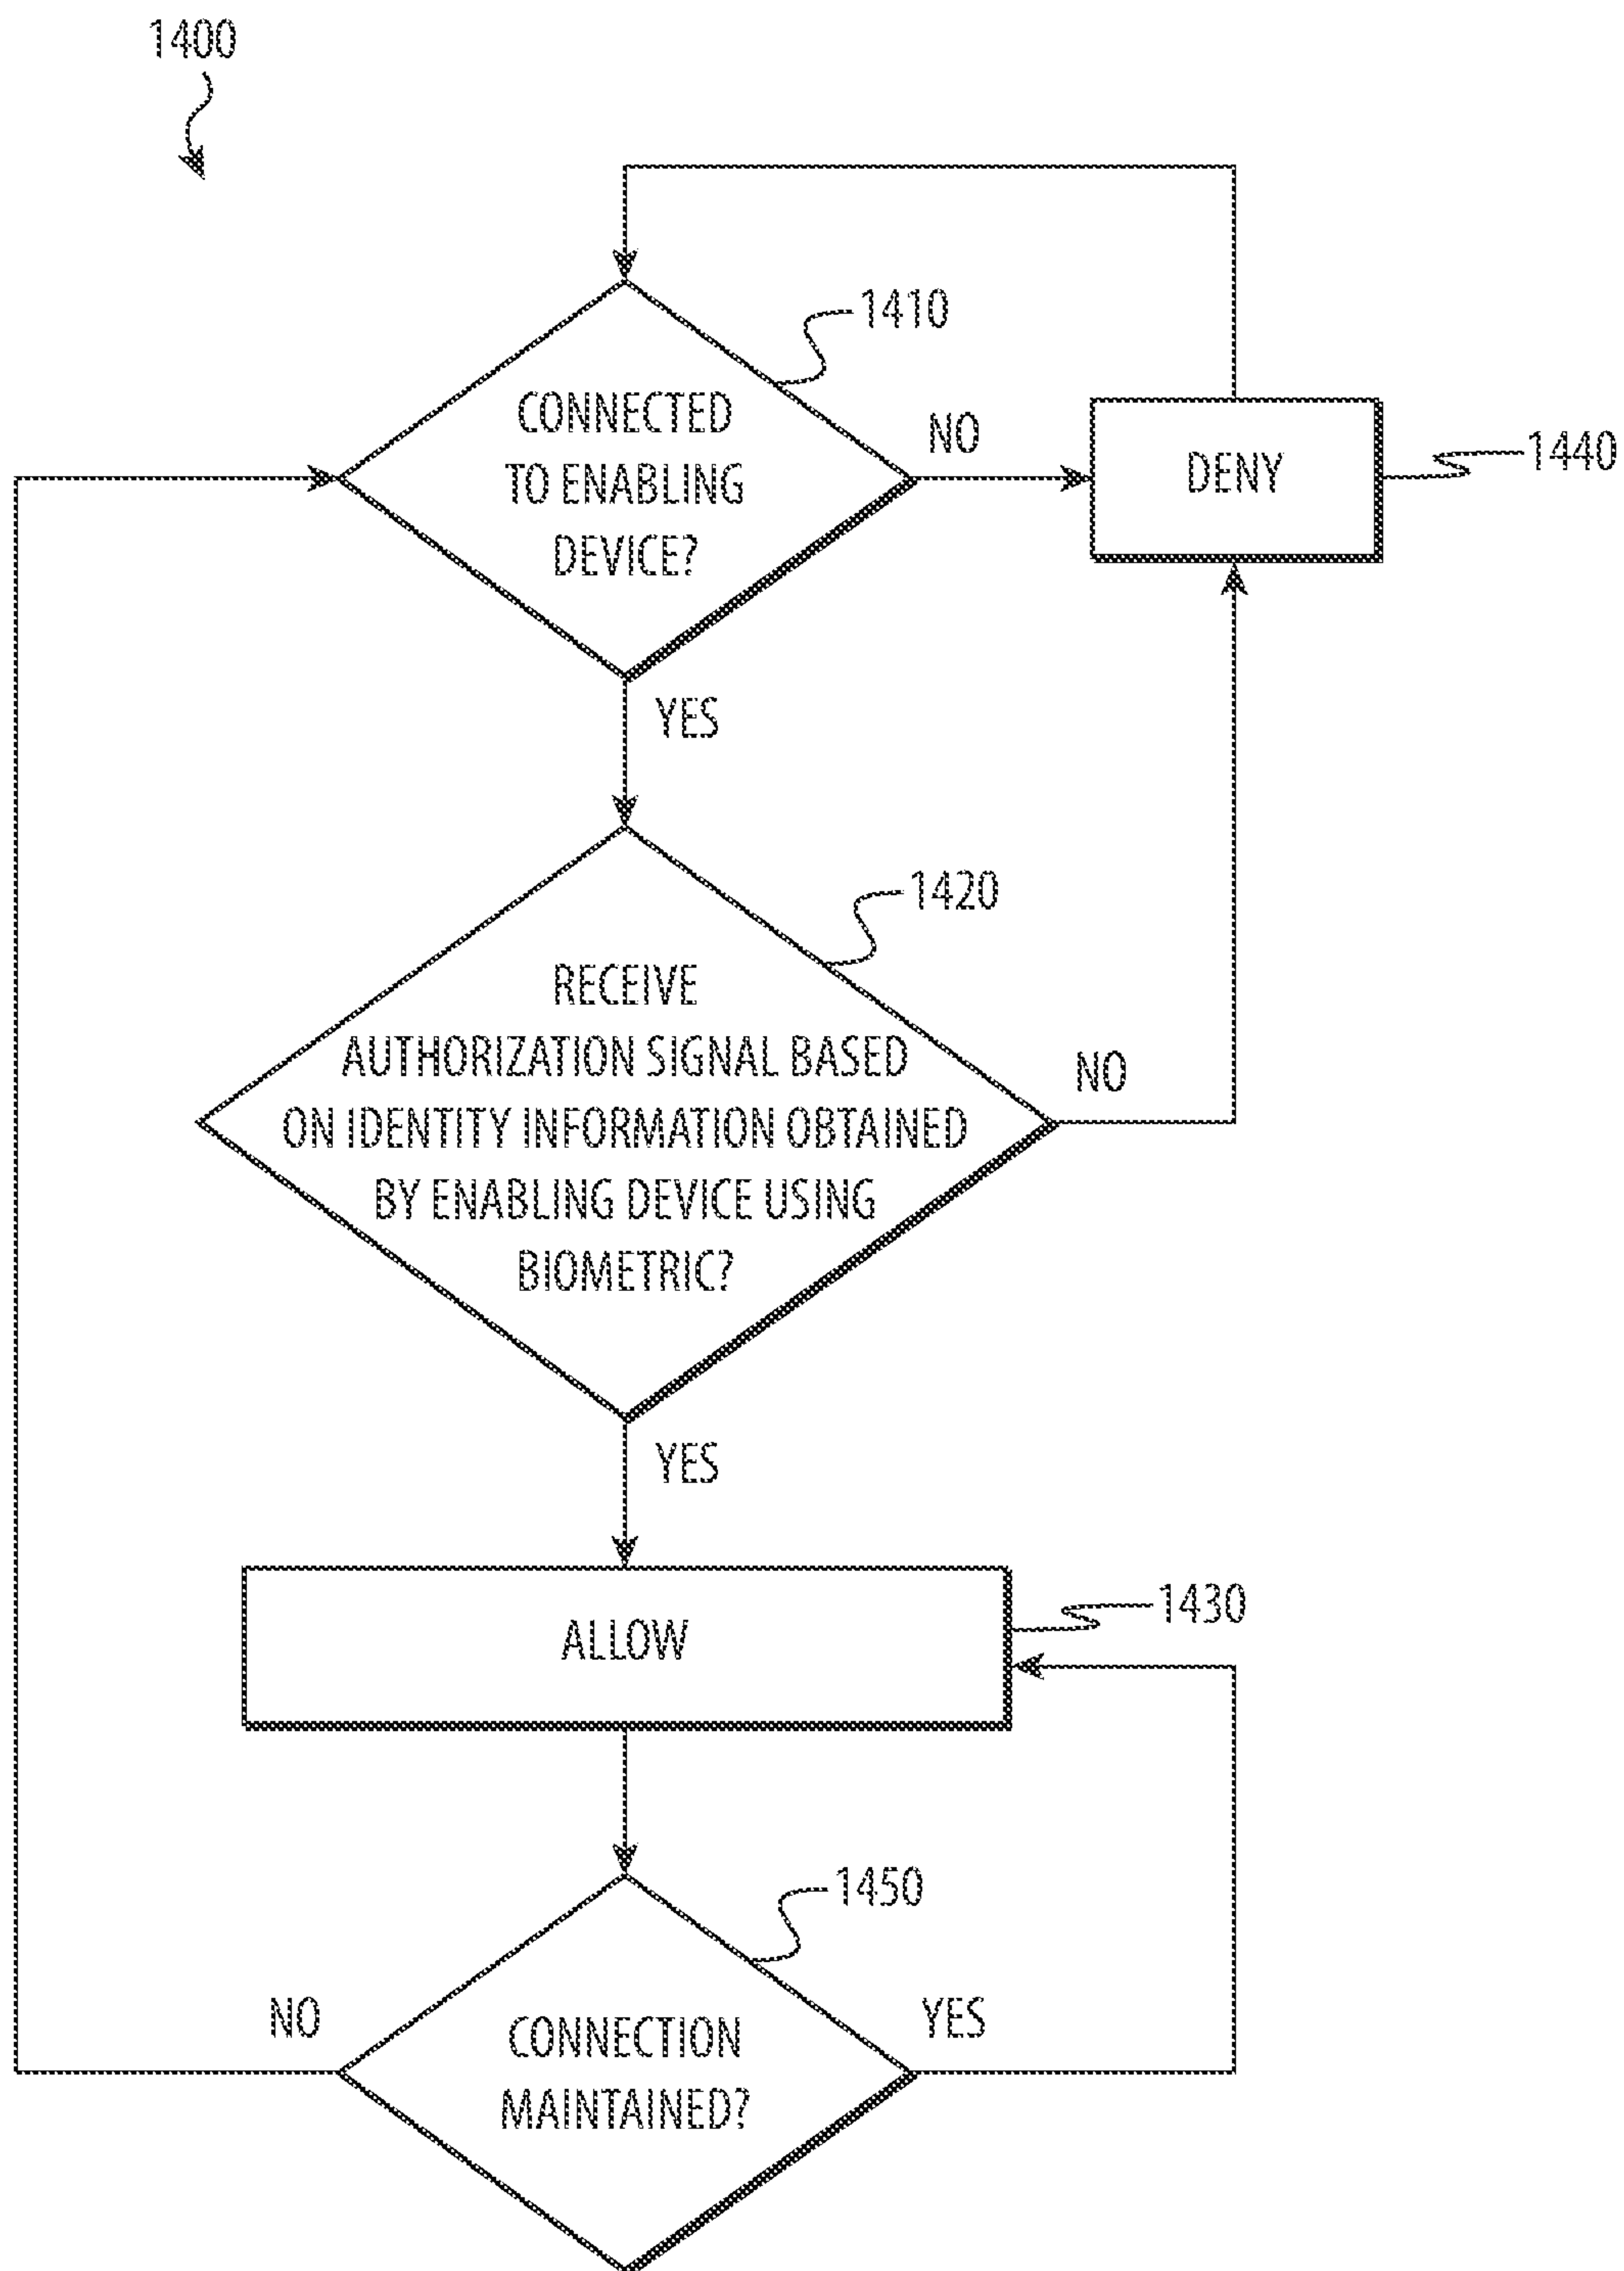 1400
1410
CONNECTED
TO ENABLING
DEVICE?
NO
DENY
1440
YES
1420
RECEIVE
AUTHORIZATION SIGNAL BASED
ON IDENTITY INFORMATION OBTAINED
BY ENABLING DEVICE USING
BIOMETRIC?
NO
YES
ALLOW
1430
1450
NO
CONNECTION
MAINTAINED?
YES